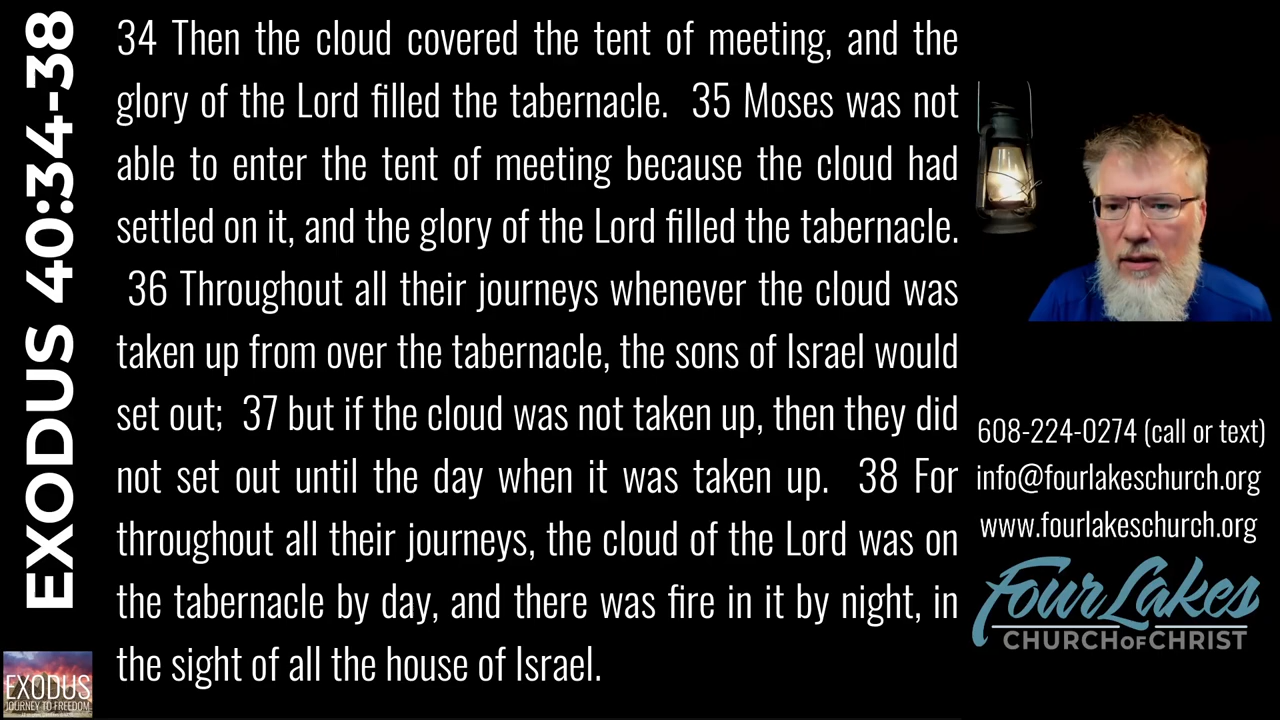 EXODUS 40:34-38
34 Then the cloud covered the tent of meeting, and the
glory of the Lord filled the tabernacle. 35 Moses was not
able to enter the tent of meeting because the cloud had
settled on it, and the glory of the Lord filled the tabernacle.
36 Throughout all their journeys whenever the cloud was
taken up from over the tabernacle, the sons of Israel would
set out; 37 but if the cloud was not taken up, then they did
not set out until the day when it was taken up. 38 For
throughout all their journeys, the cloud of the Lord was on
the tabernacle by day, and there was fire in it by night, in
the sight of all the house of Israel.
608-224-0274 (call or text)
info@fourlakeschurch.org
www.fourlakeschurch.org
Four Lakes
CHURCH OF CHRIST
EXODUS
JOURNEY TO FREEDOM